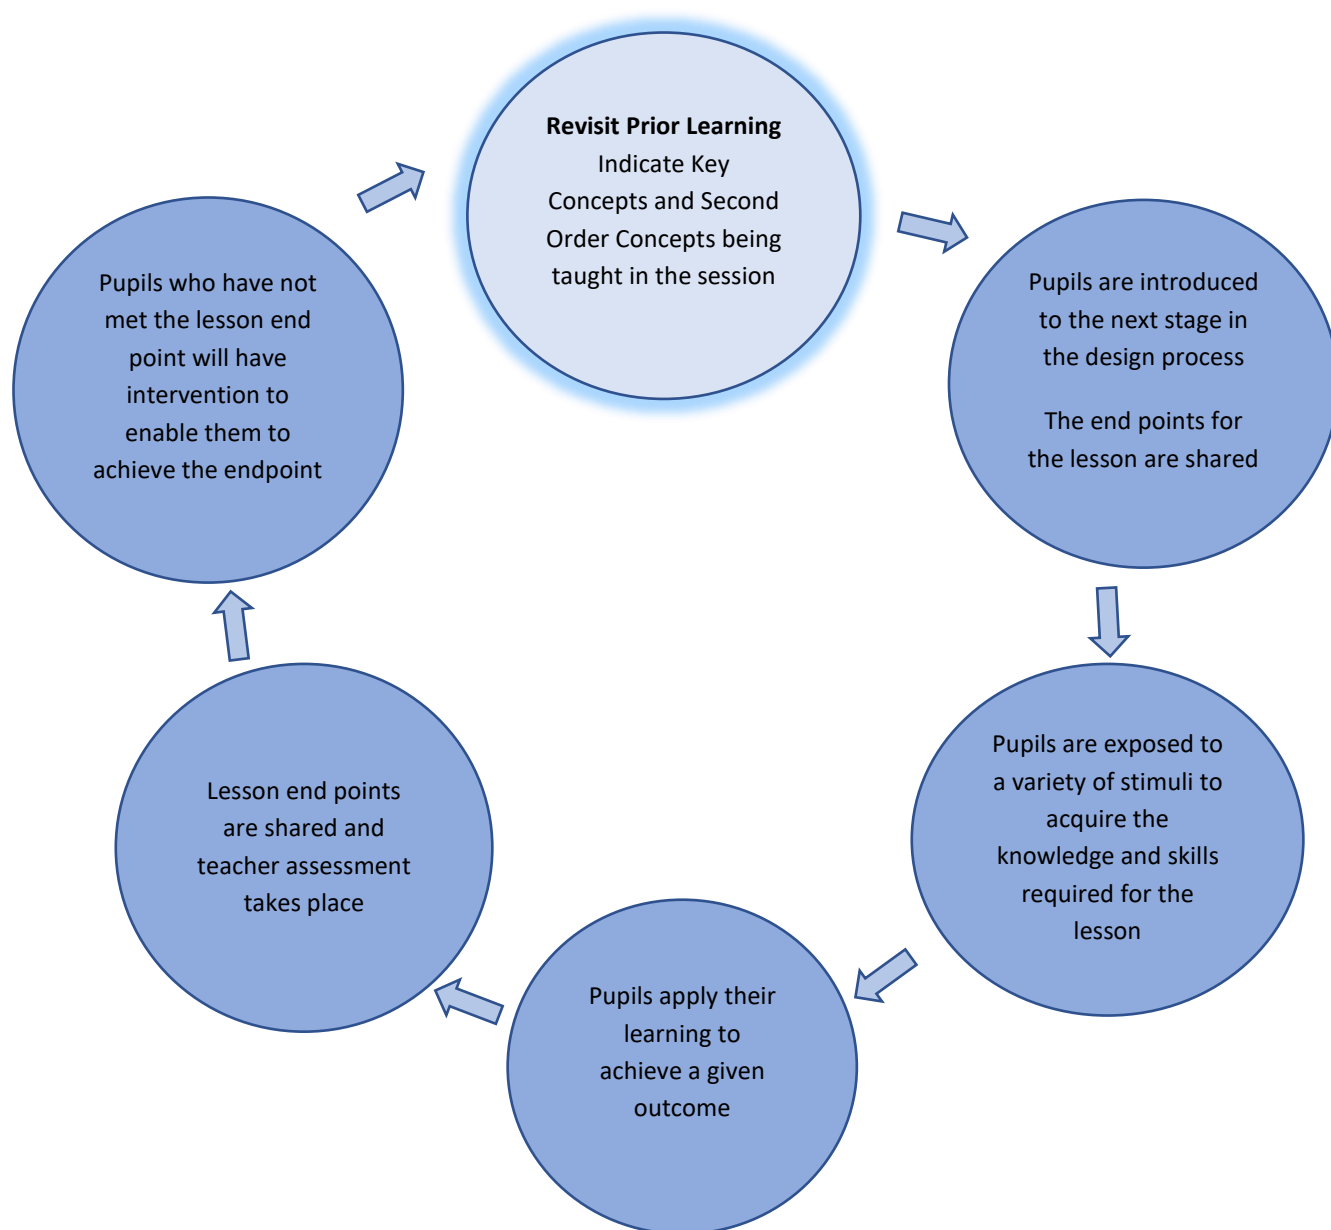 Revisit Prior Learning
Indicate Key
Concepts and Second
Order Concepts being
taught in the session
Pupils are introduced
to the next stage in
the design process
The end points for
the lesson are shared
Pupils are exposed to
a variety of stimuli to
acquire the
knowledge and skills
required for the
lesson
Pupils apply their
learning to
achieve a given
outcome
Lesson end points
are shared and
teacher assessment
takes place
Pupils who have not
met the lesson end
point will have
intervention to
enable them to
achieve the endpoint